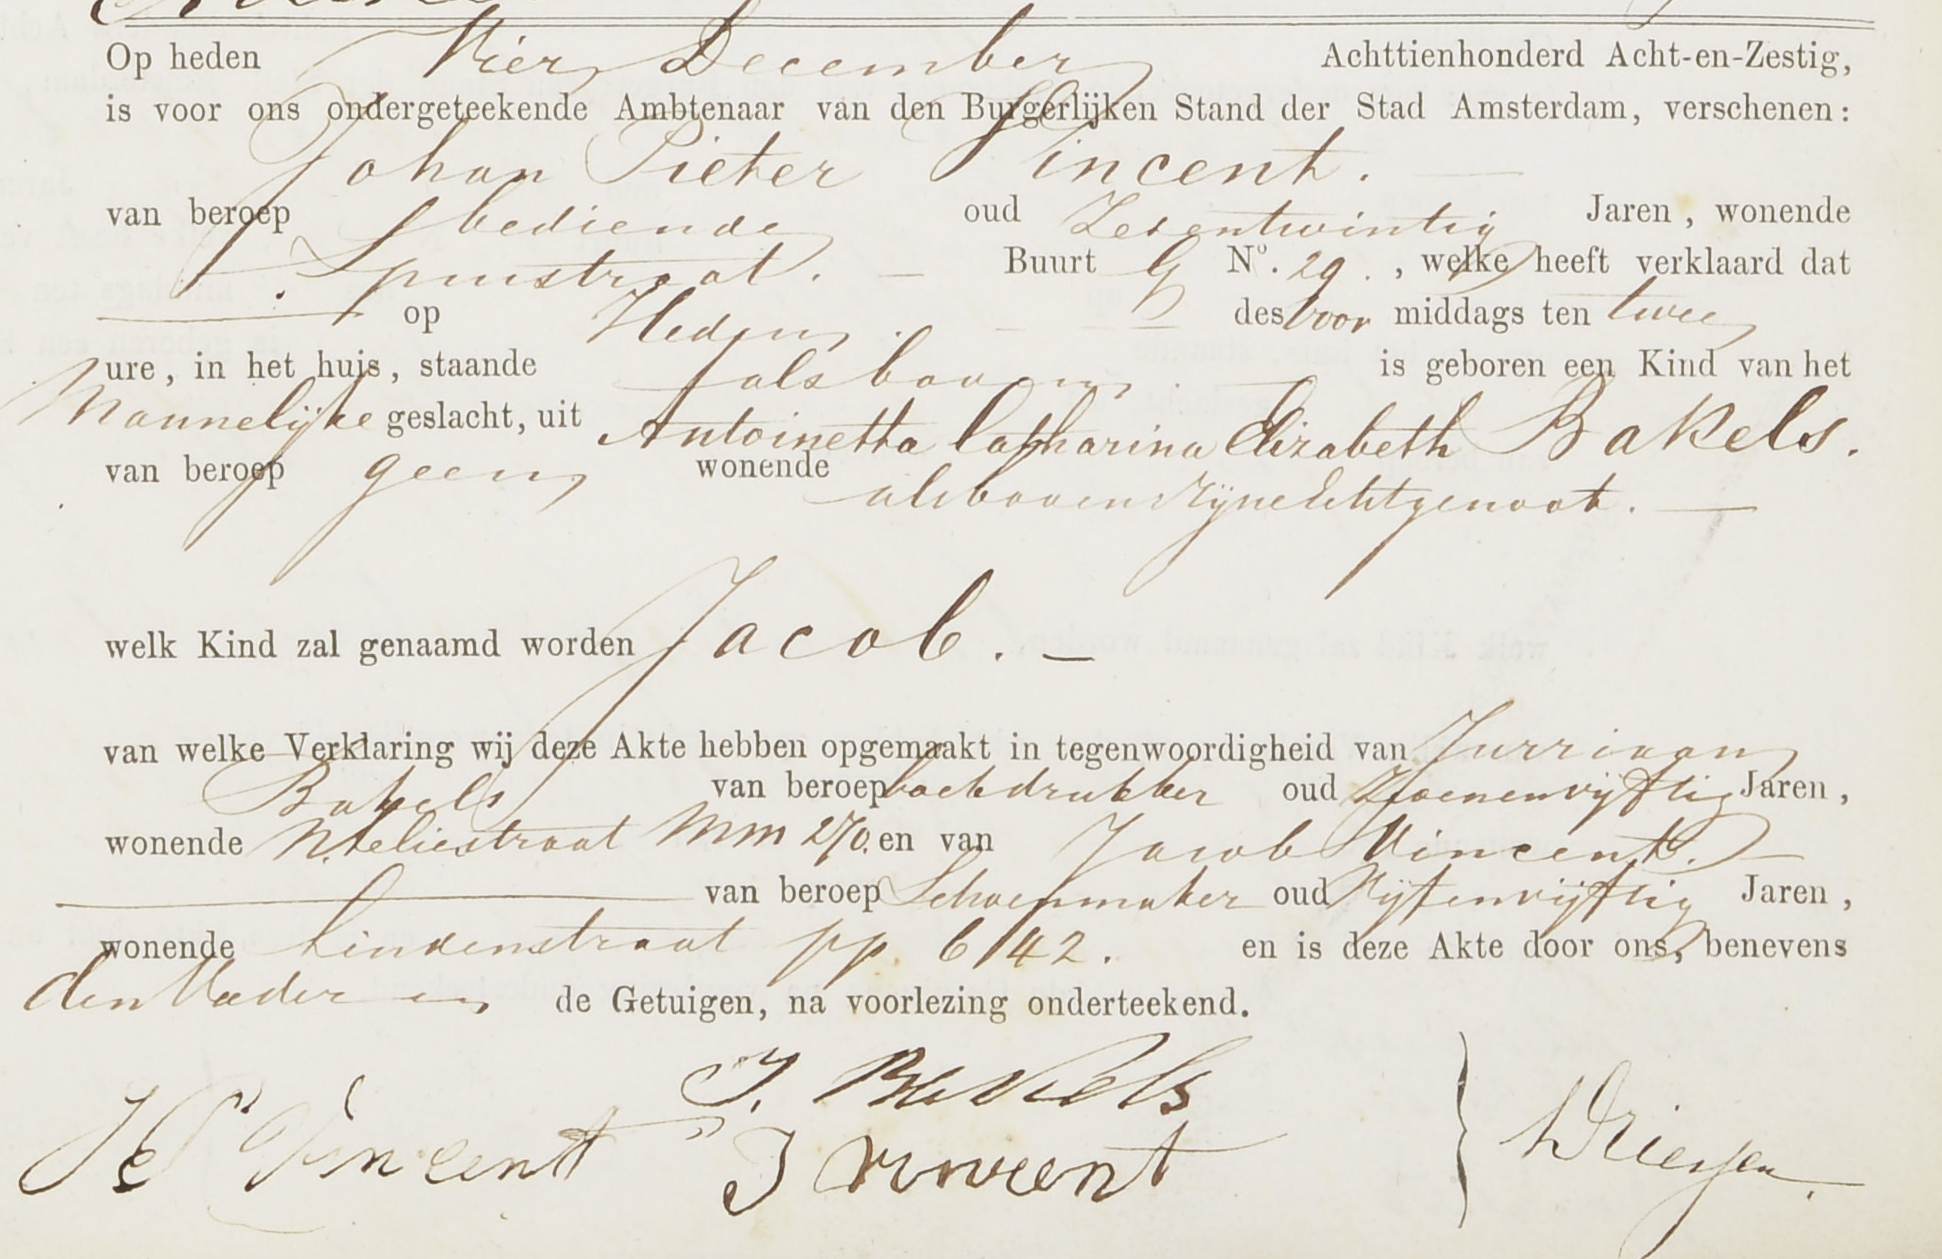 Op heden Vier December Achttienhonderd Acht-en-Zestig,
is voor ons ondergeteekende Ambtenaar van den Burgerlijken Stand der Stad Amsterdam, verschenen:
Johan Pieter Vincent.
van beroep bediende oud Zesentwintig Jaren, wonende
Spuistraat. Buurt G No. 29., welke heeft verklaard dat
op Heden. des voor middags ten twee
ure, in het huis, staande als boven. is geboren een Kind van het
Mannelijke geslacht, uit Antoinetta Catharina Elizabeth Bakels.
van beroep geen wonende alsboven Zijne Echtgenoot.
welk Kind zal genaamd worden Jacob.
van welke Verklaring wij deze Akte hebben opgemaakt in tegenwoordigheid van Jurriaan
Bakels van beroep boekdrukker oud Zevenenvijftig Jaren,
wonende N. Leliestraat MM 270. en van Jacob Vincent.
van beroep Schoenmaker oud Vijfenvijftig Jaren,
wonende Lindenstraat pp 642. en is deze Akte door ons, benevens
den Vader en de Getuigen, na voorlezing onderteekend.
J. Bakels
J P Vincent J Vincent